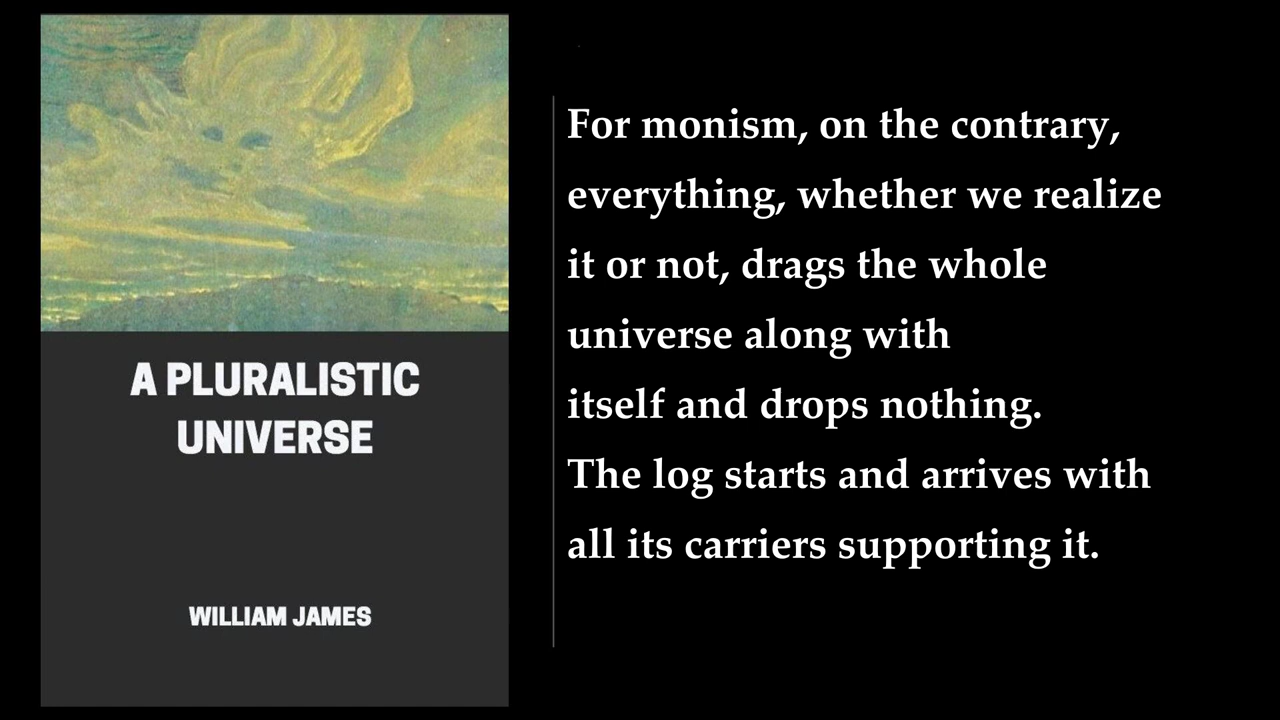 A PLURALISTIC
UNIVERSE
WILLIAM JAMES
For monism, on the contrary,
everything, whether we realize
it or not, drags the whole
universe along with
itself and drops nothing.
The log starts and arrives with
all its carriers supporting it.